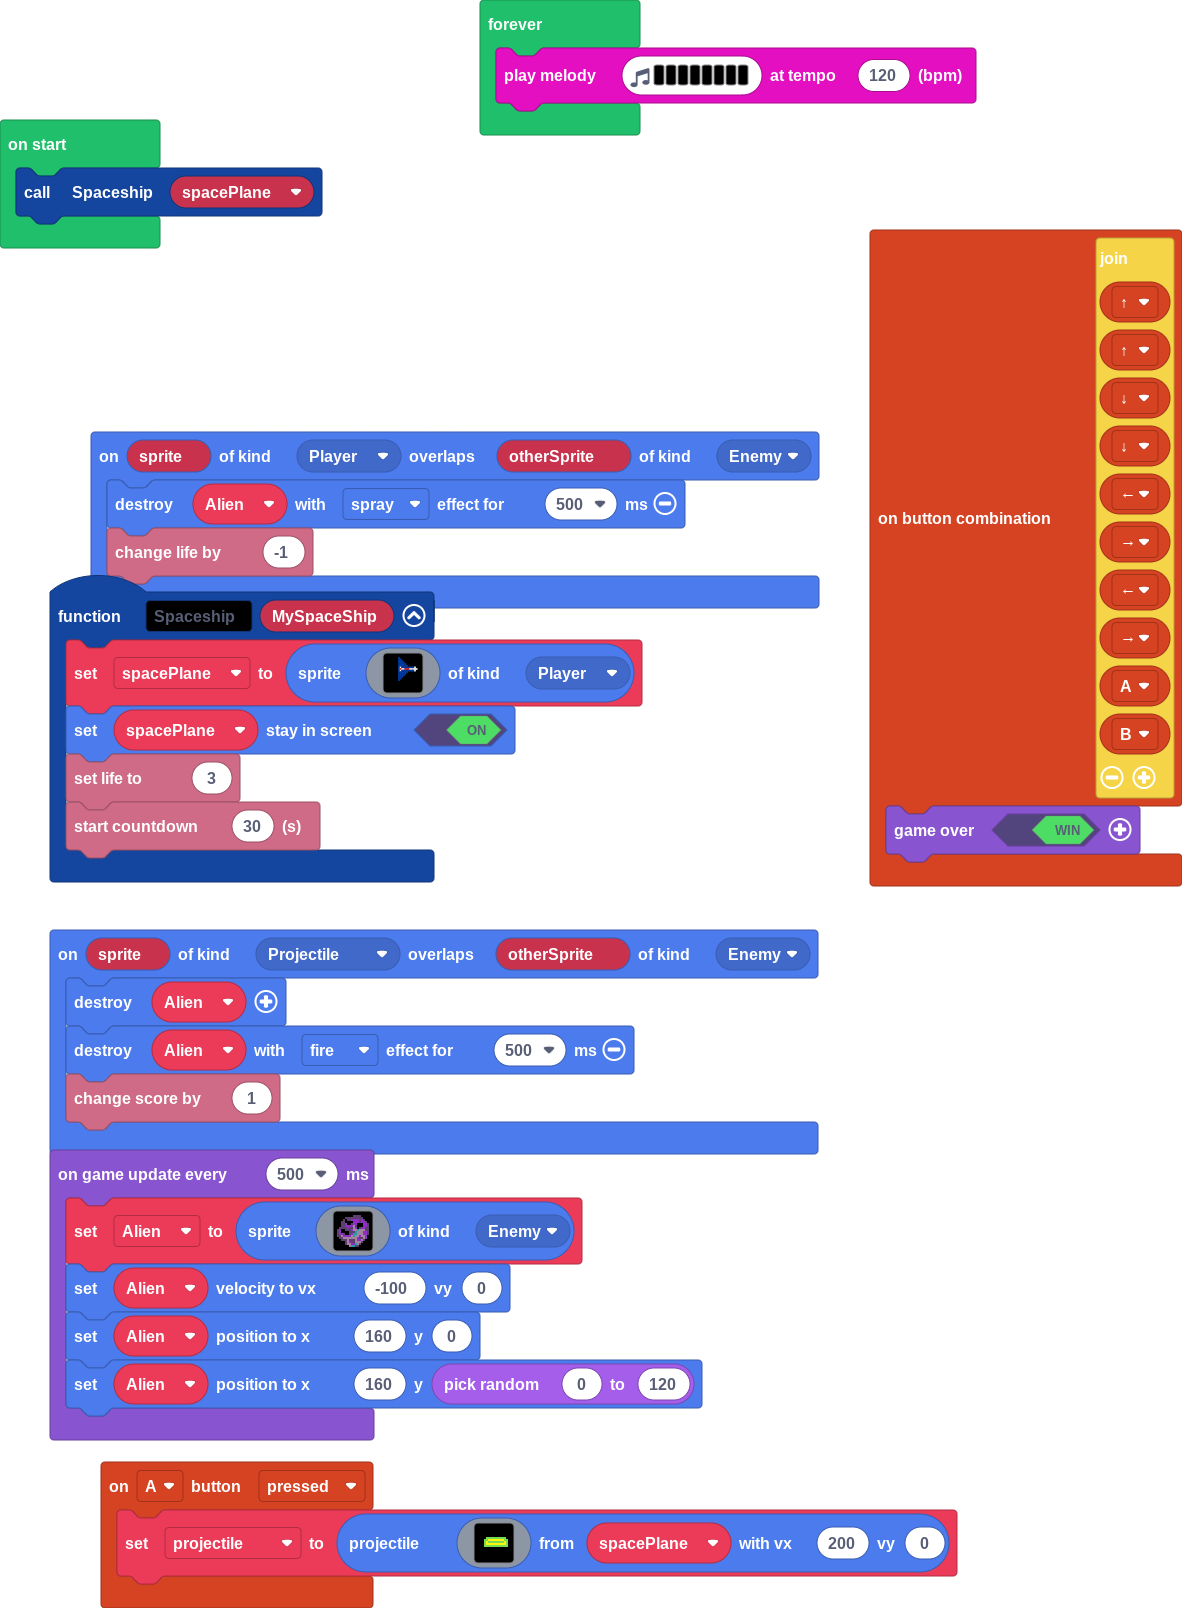 forever
play melody at tempo 120 (bpm)
on start
call Spaceship spacePlane
join
↑
↑
↓
↓
←
→
←
→
A
B
on button combination
game over WIN
on sprite of kind Player overlaps otherSprite of kind Enemy
destroy Alien with spray effect for 500 ms
change life by -1
function Spaceship MySpaceShip
set spacePlane to sprite of kind Player
set spacePlane stay in screen ON
set life to 3
start countdown 30 (s)
on sprite of kind Projectile overlaps otherSprite of kind Enemy
destroy Alien
destroy Alien with fire effect for 500 ms
change score by 1
on game update every 500 ms
set Alien to sprite of kind Enemy
set Alien velocity to vx -100 vy 0
set Alien position to x 160 y 0
set Alien position to x 160 y pick random 0 to 120
on A button pressed
set projectile to projectile from spacePlane with vx 200 vy 0